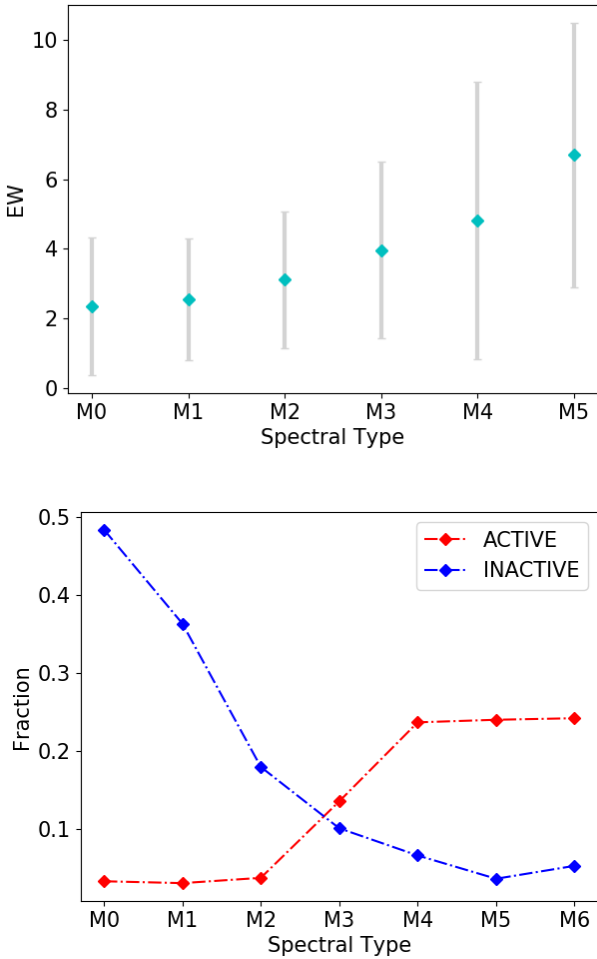 10
8
6
4
2
0
EW
M0 M1 M2 M3 M4 M5
Spectral Type
0.5
0.4
0.3
0.2
0.1
Fraction
ACTIVE
INACTIVE
M0 M1 M2 M3 M4 M5 M6
Spectral Type